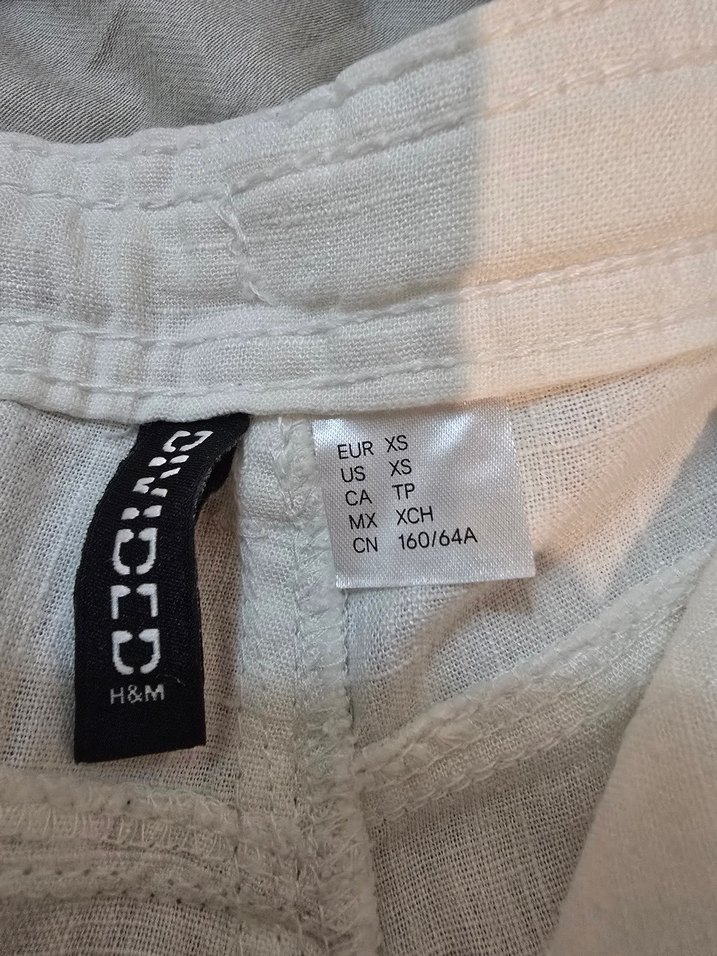 DIVIDED
H&M
EUR XS
US XS
CA TP
MX XCH
CN 160/64A